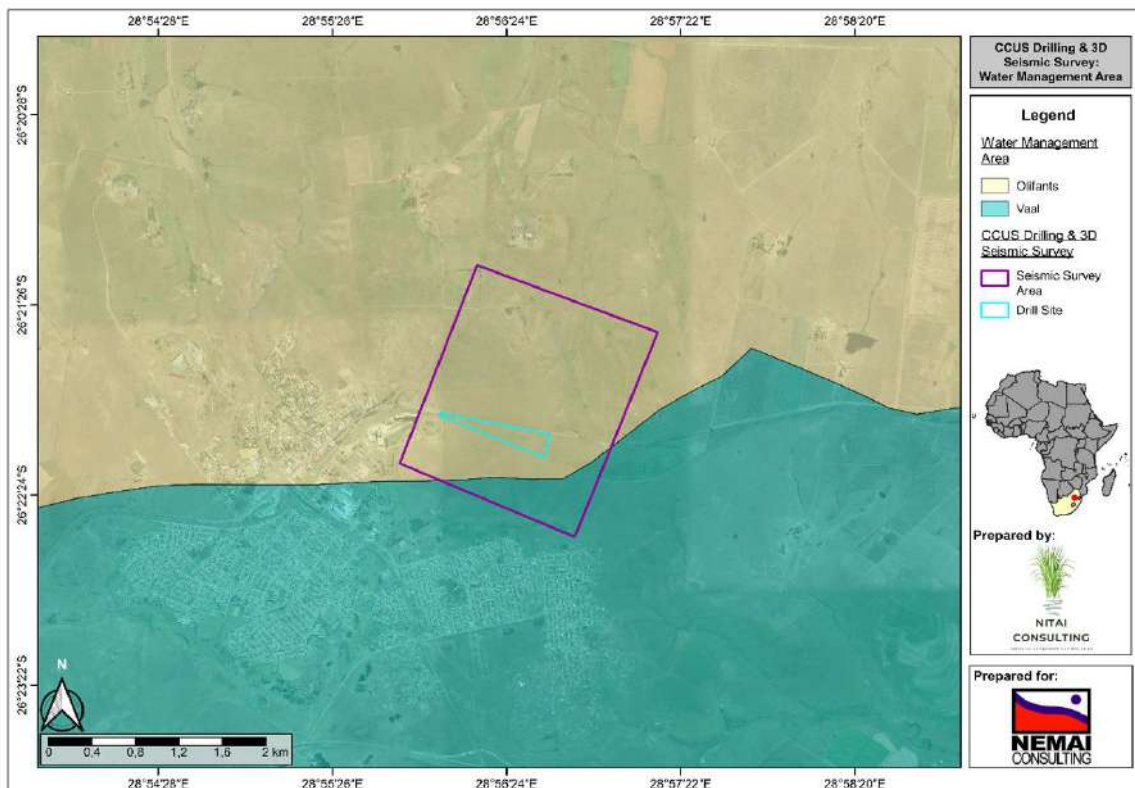 28°54'28"E 28°55'26"E 28°56'24"E 28°57'22"E 28°58'20"E
26°20'28"S
26°21'26"S
26°22'24"S
26°23'22"S
N
0 0,4 0,8 1,2 1,6 2 km
28°54'28"E 28°55'26"E 28°56'24"E 28°57'22"E 28°58'20"E
CCUS Drilling & 3D
Seismic Survey:
Water Management Area
Legend
Water Management
Area
Olifants
Vaal
CCUS Drilling & 3D
Seismic Survey
Seismic Survey
Area
Drill Site
Prepared by:
NITAI
CONSULTING
Prepared for:
NEMAI
CONSULTING